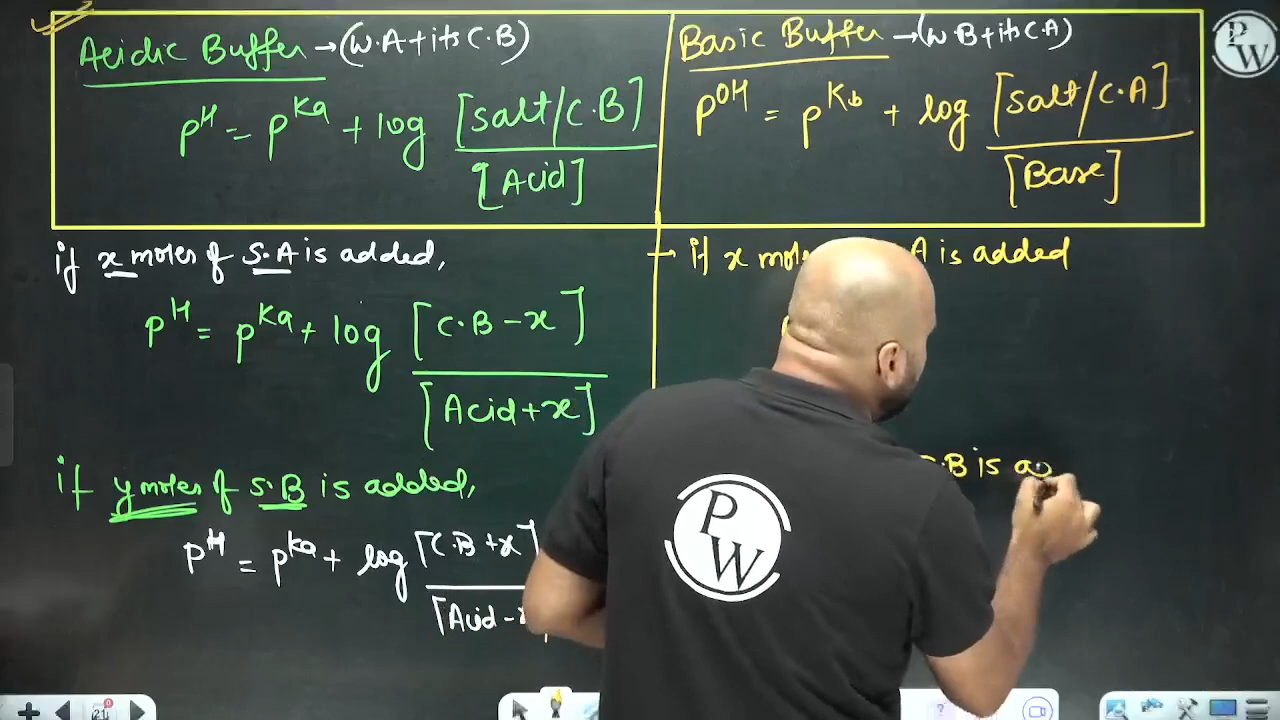 Acidic Buffer → (W.A + its C.B)
pH = pKa + log [Salt/C.B] / [Acid]
if x moles of S.A is added,
pH = pKa + log [C.B - x] / [Acid + x]
if y moles of S.B is added,
pH = pKa + log [C.B + x] / [Acid -
Basic Buffer → (W.B + its C.A)
pOH = pKb + log [Salt/C.A] / [Base]
→ if x A is added
.B is
PW
PW